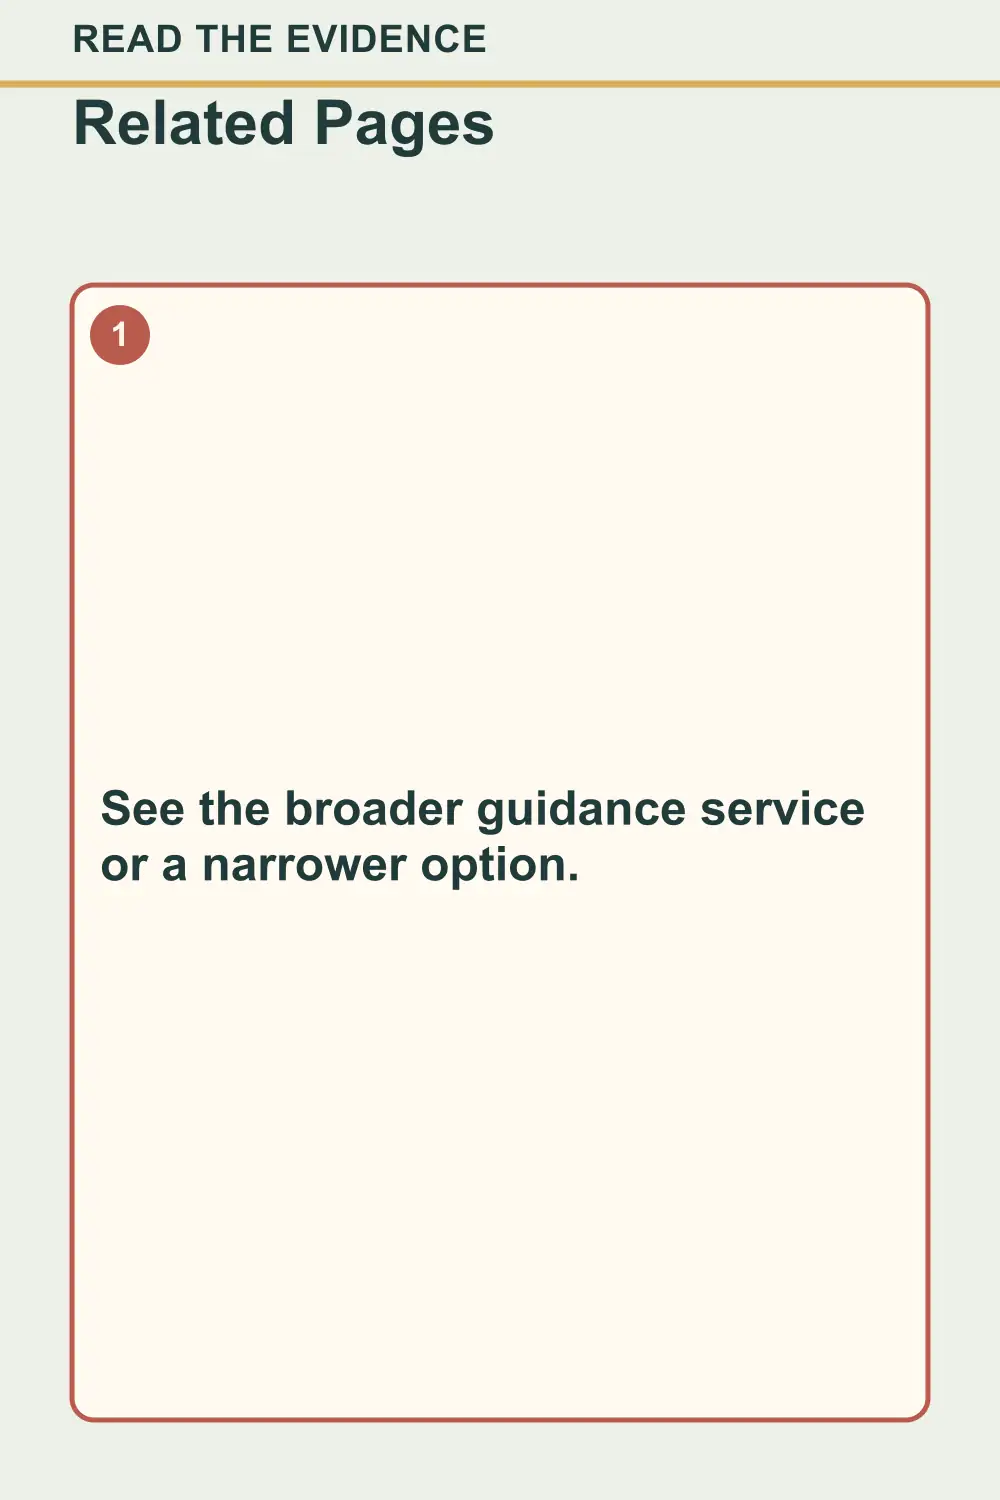 READ THE EVIDENCE
Related Pages
1
See the broader guidance service
or a narrower option.